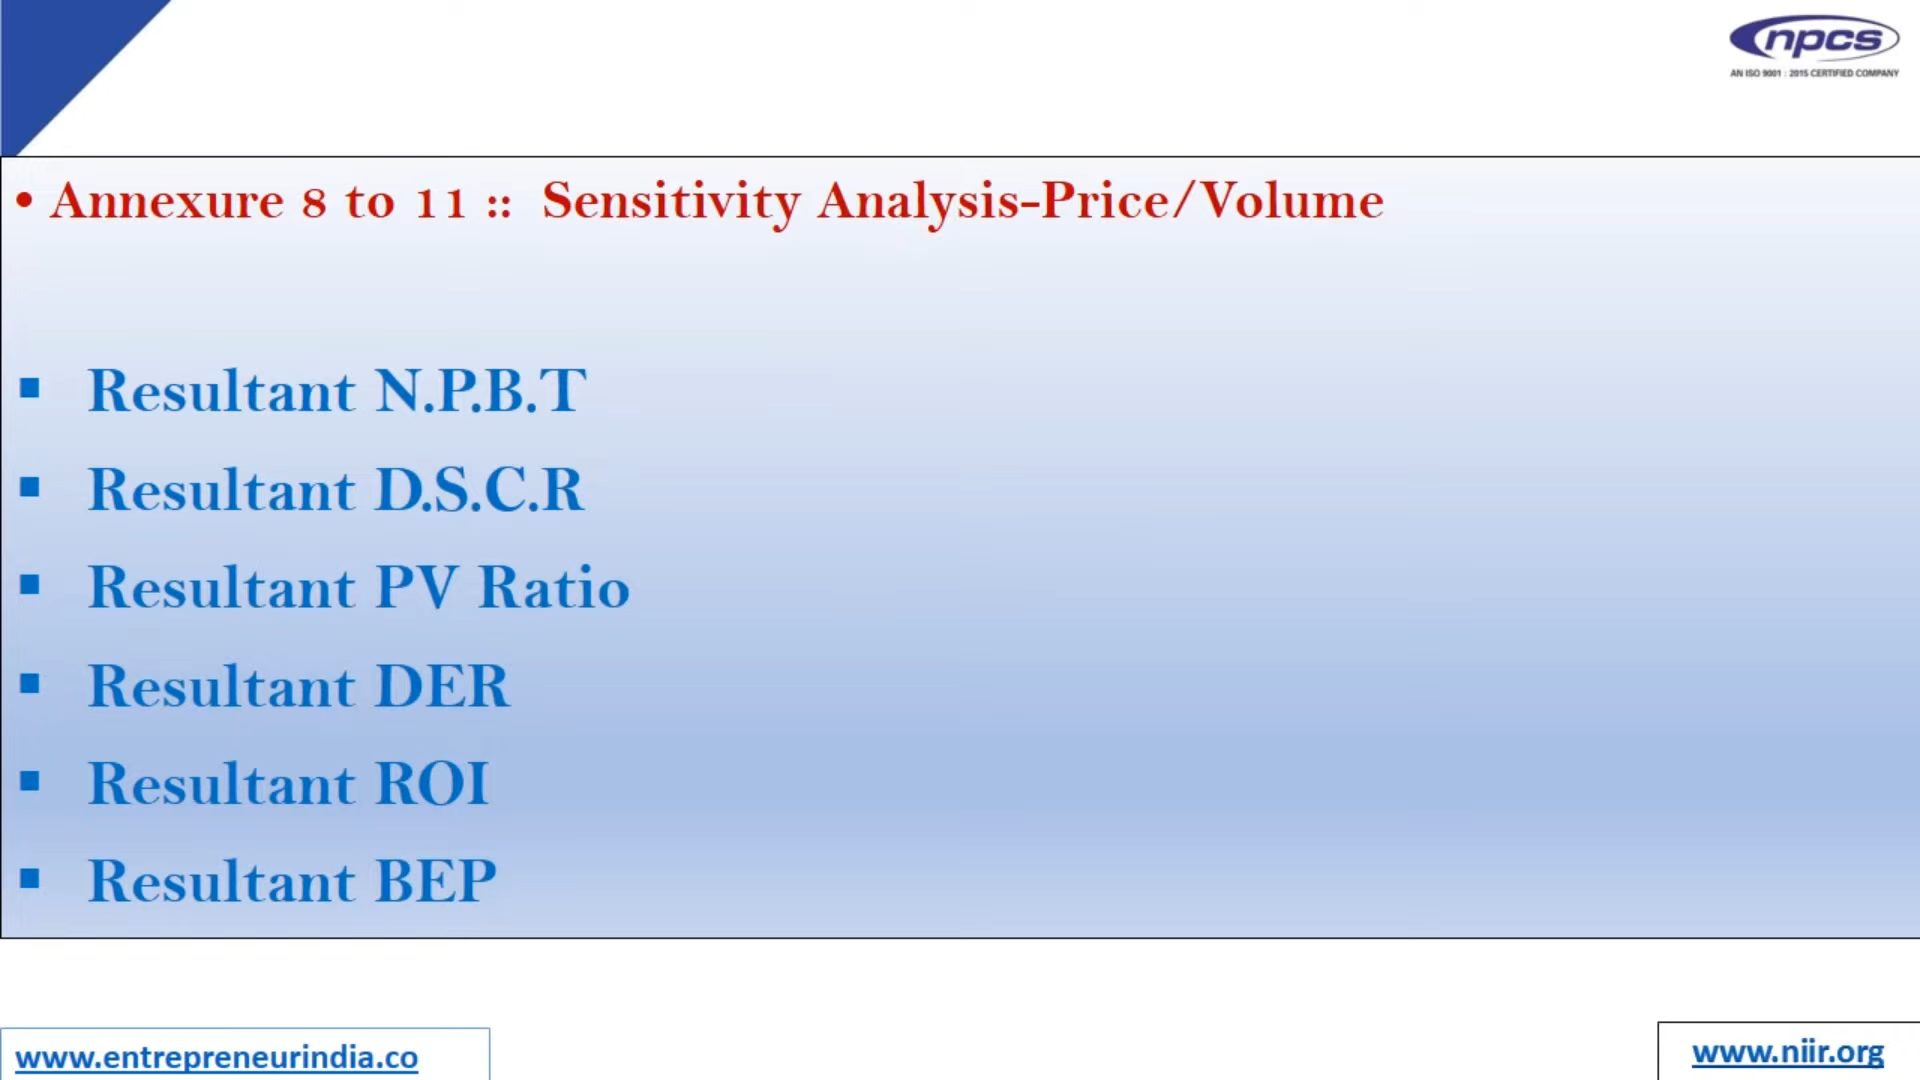 npcs
AN ISO 9001 : 2015 CERTIFIED COMPANY
• Annexure 8 to 11 :: Sensitivity Analysis-Price/Volume
▪ Resultant N.P.B.T
▪ Resultant D.S.C.R
▪ Resultant PV Ratio
▪ Resultant DER
▪ Resultant ROI
▪ Resultant BEP
www.entrepreneurindia.co
www.niir.org